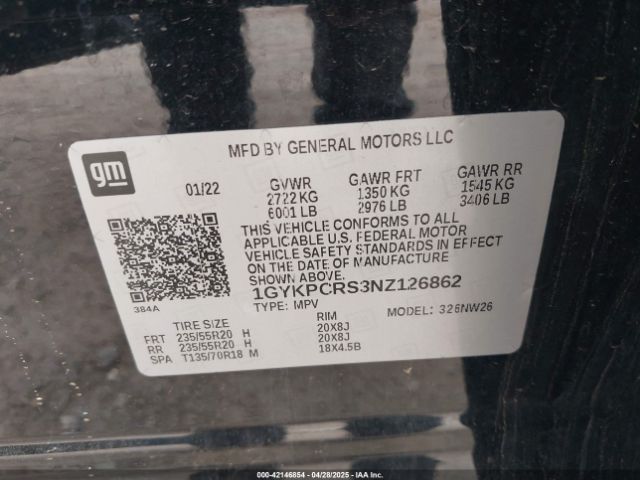 MFD BY GENERAL MOTORS LLC
gm
01/22
GVWR
2722 KG
6001 LB
GAWR FRT
1350 KG
2976 LB
GAWR RR
1545 KG
3406 LB
THIS VEHICLE CONFORMS TO ALL
APPLICABLE U.S. FEDERAL MOTOR
VEHICLE SAFETY STANDARDS IN EFFECT
ON THE DATE OF MANUFACTURE
SHOWN ABOVE.
384A
1GYKPCRS3NZ126862
TYPE: MPV
MODEL: 326NW26
TIRE SIZE RIM
FRT 235/55R20 H 20X8J
RR 235/55R20 H 20X8J
SPA T135/70R18 M 18X4.5B
000-42146854 - 04/28/2025 - IAA